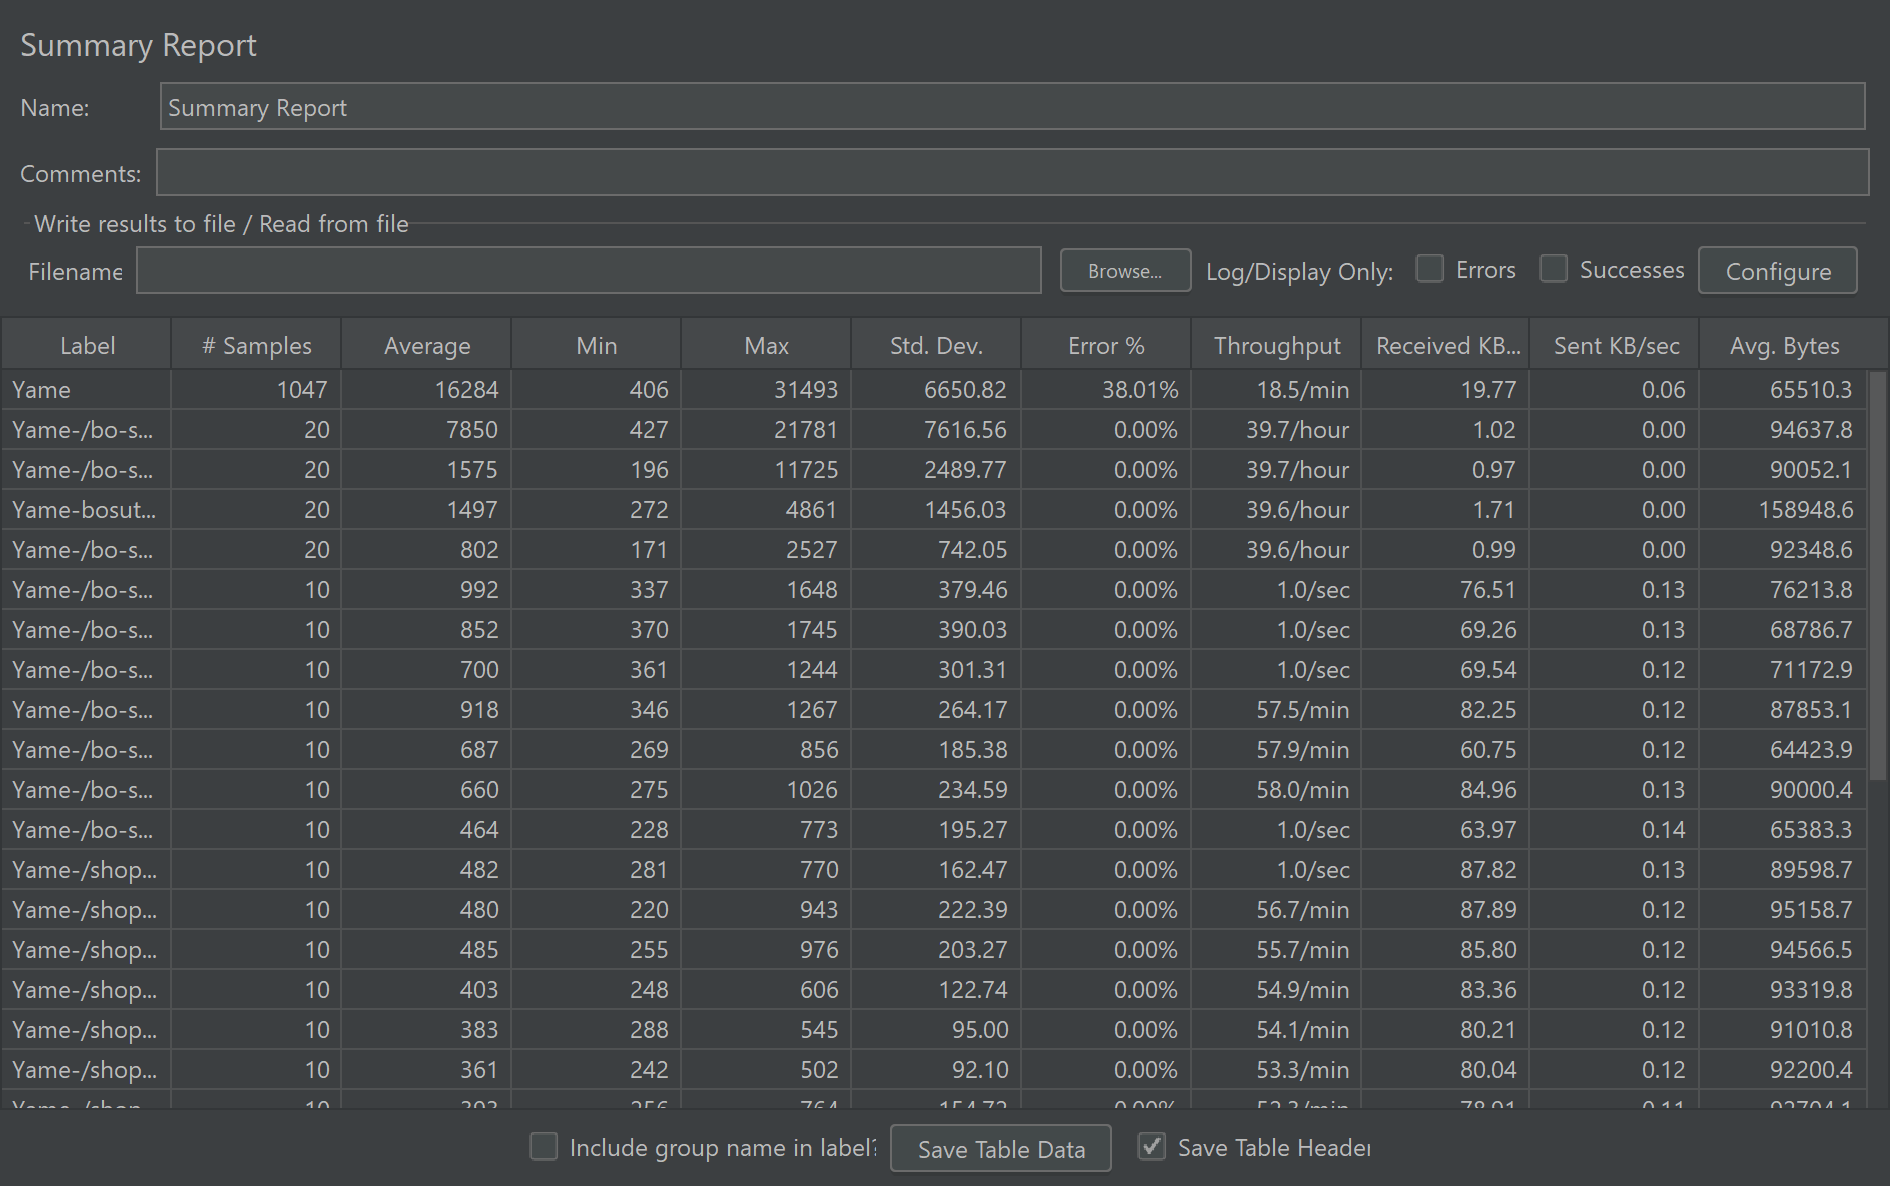 Summary Report
Name: Summary Report
Comments:
Write results to file / Read from file
Filename Browse... Log/Display Only: Errors Successes Configure
Label # Samples Average Min Max Std. Dev. Error % Throughput Received KB... Sent KB/sec Avg. Bytes
Yame 1047 16284 406 31493 6650.82 38.01% 18.5/min 19.77 0.06 65510.3
Yame-/bo-s... 20 7850 427 21781 7616.56 0.00% 39.7/hour 1.02 0.00 94637.8
Yame-/bo-s... 20 1575 196 11725 2489.77 0.00% 39.7/hour 0.97 0.00 90052.1
Yame-bosut... 20 1497 272 4861 1456.03 0.00% 39.6/hour 1.71 0.00 158948.6
Yame-/bo-s... 20 802 171 2527 742.05 0.00% 39.6/hour 0.99 0.00 92348.6
Yame-/bo-s... 10 992 337 1648 379.46 0.00% 1.0/sec 76.51 0.13 76213.8
Yame-/bo-s... 10 852 370 1745 390.03 0.00% 1.0/sec 69.26 0.13 68786.7
Yame-/bo-s... 10 700 361 1244 301.31 0.00% 1.0/sec 69.54 0.12 71172.9
Yame-/bo-s... 10 918 346 1267 264.17 0.00% 57.5/min 82.25 0.12 87853.1
Yame-/bo-s... 10 687 269 856 185.38 0.00% 57.9/min 60.75 0.12 64423.9
Yame-/bo-s... 10 660 275 1026 234.59 0.00% 58.0/min 84.96 0.13 90000.4
Yame-/bo-s... 10 464 228 773 195.27 0.00% 1.0/sec 63.97 0.14 65383.3
Yame-/shop... 10 482 281 770 162.47 0.00% 1.0/sec 87.82 0.13 89598.7
Yame-/shop... 10 480 220 943 222.39 0.00% 56.7/min 87.89 0.12 95158.7
Yame-/shop... 10 485 255 976 203.27 0.00% 55.7/min 85.80 0.12 94566.5
Yame-/shop... 10 403 248 606 122.74 0.00% 54.9/min 83.36 0.12 93319.8
Yame-/shop... 10 383 288 545 95.00 0.00% 54.1/min 80.21 0.12 91010.8
Yame-/shop... 10 361 242 502 92.10 0.00% 53.3/min 80.04 0.12 92200.4
Include group name in label? Save Table Data Save Table Header